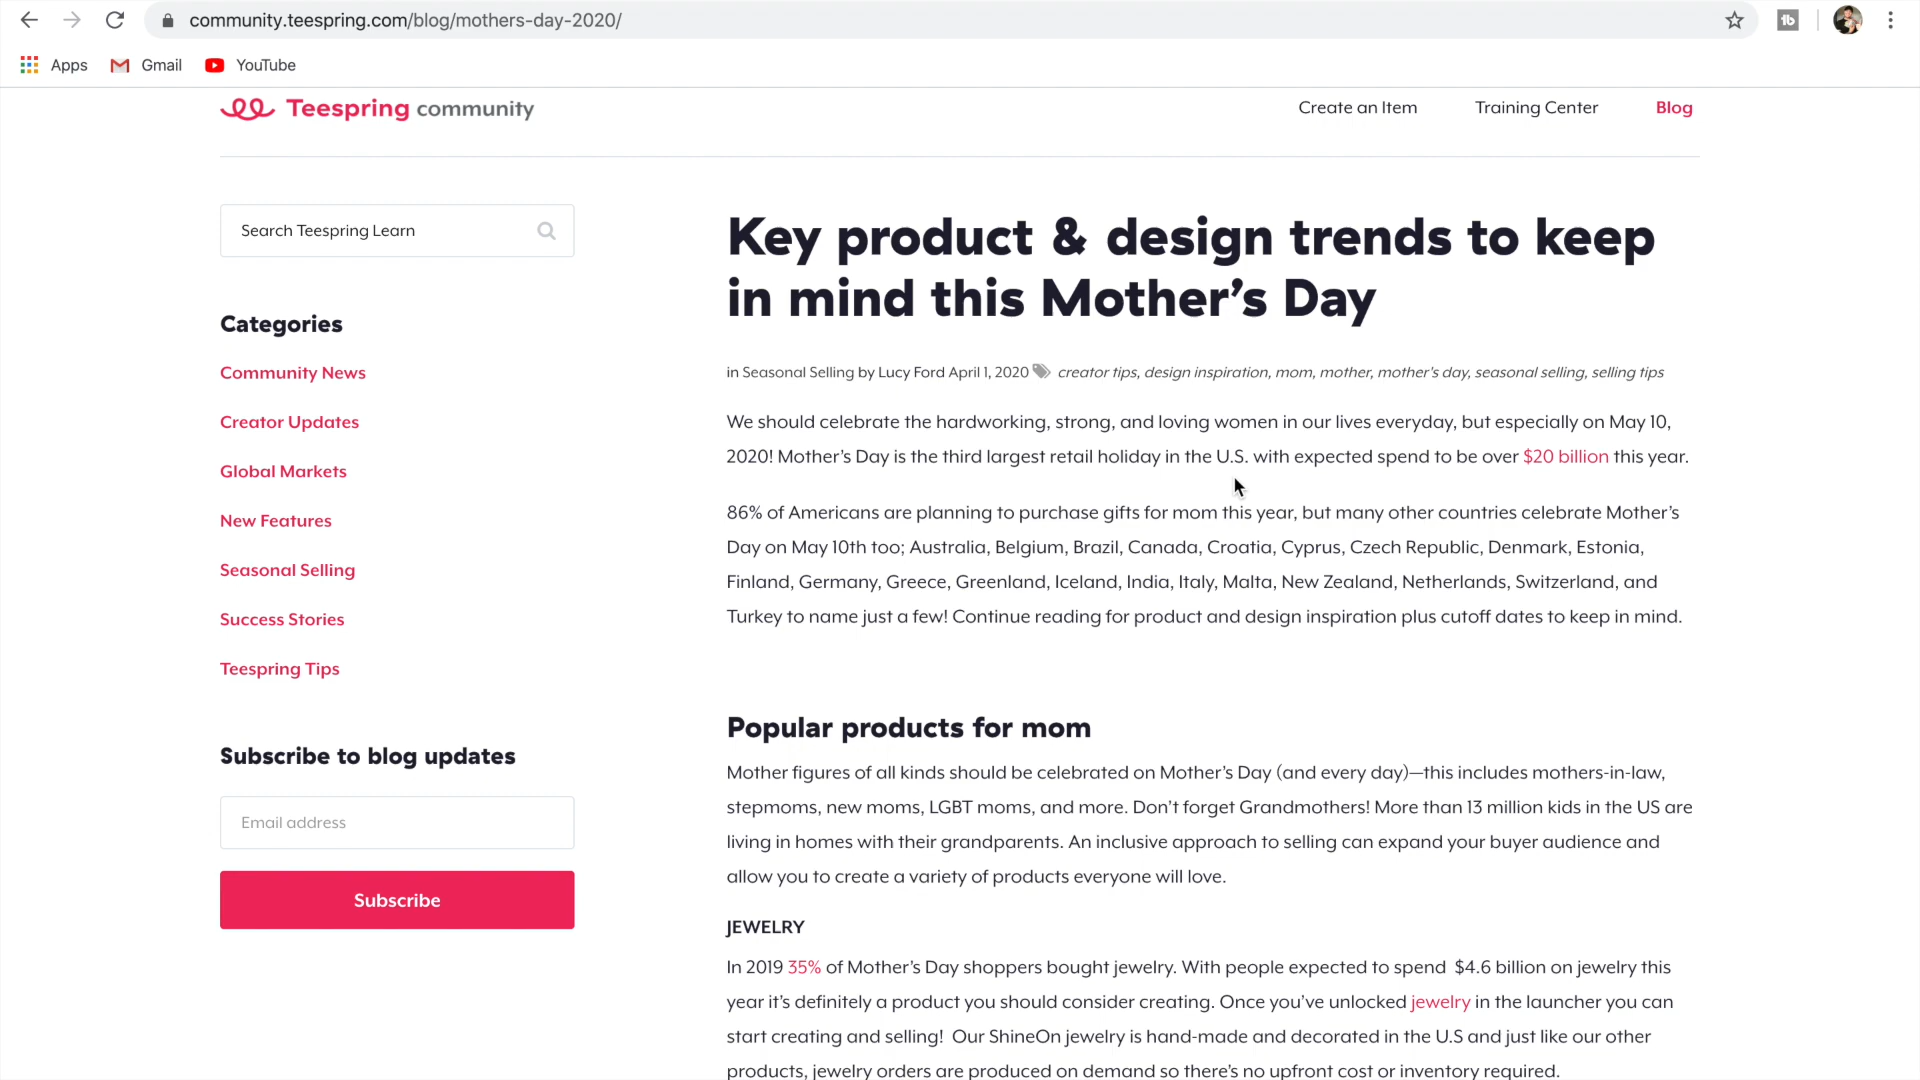 community.teespring.com/blog/mothers-day-2020/
Apps
Gmail
YouTube
Teespring community
Create an Item
Training Center
Blog
Search Teespring Learn
Categories
Community News
Creator Updates
Global Markets
New Features
Seasonal Selling
Success Stories
Teespring Tips
Subscribe to blog updates
Email address
Subscribe
Key product & design trends to keep
in mind this Mother’s Day
in Seasonal Selling by Lucy Ford April 1, 2020 creator tips, design inspiration, mom, mother, mother's day, seasonal selling, selling tips
We should celebrate the hardworking, strong, and loving women in our lives everyday, but especially on May 10,
2020! Mother’s Day is the third largest retail holiday in the U.S. with expected spend to be over $20 billion this year.
86% of Americans are planning to purchase gifts for mom this year, but many other countries celebrate Mother’s
Day on May 10th too; Australia, Belgium, Brazil, Canada, Croatia, Cyprus, Czech Republic, Denmark, Estonia,
Finland, Germany, Greece, Greenland, Iceland, India, Italy, Malta, New Zealand, Netherlands, Switzerland, and
Turkey to name just a few! Continue reading for product and design inspiration plus cutoff dates to keep in mind.
Popular products for mom
Mother figures of all kinds should be celebrated on Mother’s Day (and every day)—this includes mothers-in-law,
stepmoms, new moms, LGBT moms, and more. Don’t forget Grandmothers! More than 13 million kids in the US are
living in homes with their grandparents. An inclusive approach to selling can expand your buyer audience and
allow you to create a variety of products everyone will love.
JEWELRY
In 2019 35% of Mother’s Day shoppers bought jewelry. With people expected to spend $4.6 billion on jewelry this
year it’s definitely a product you should consider creating. Once you’ve unlocked jewelry in the launcher you can
start creating and selling! Our ShineOn jewelry is hand-made and decorated in the U.S and just like our other
products, jewelry orders are produced on demand so there’s no upfront cost or inventory required.